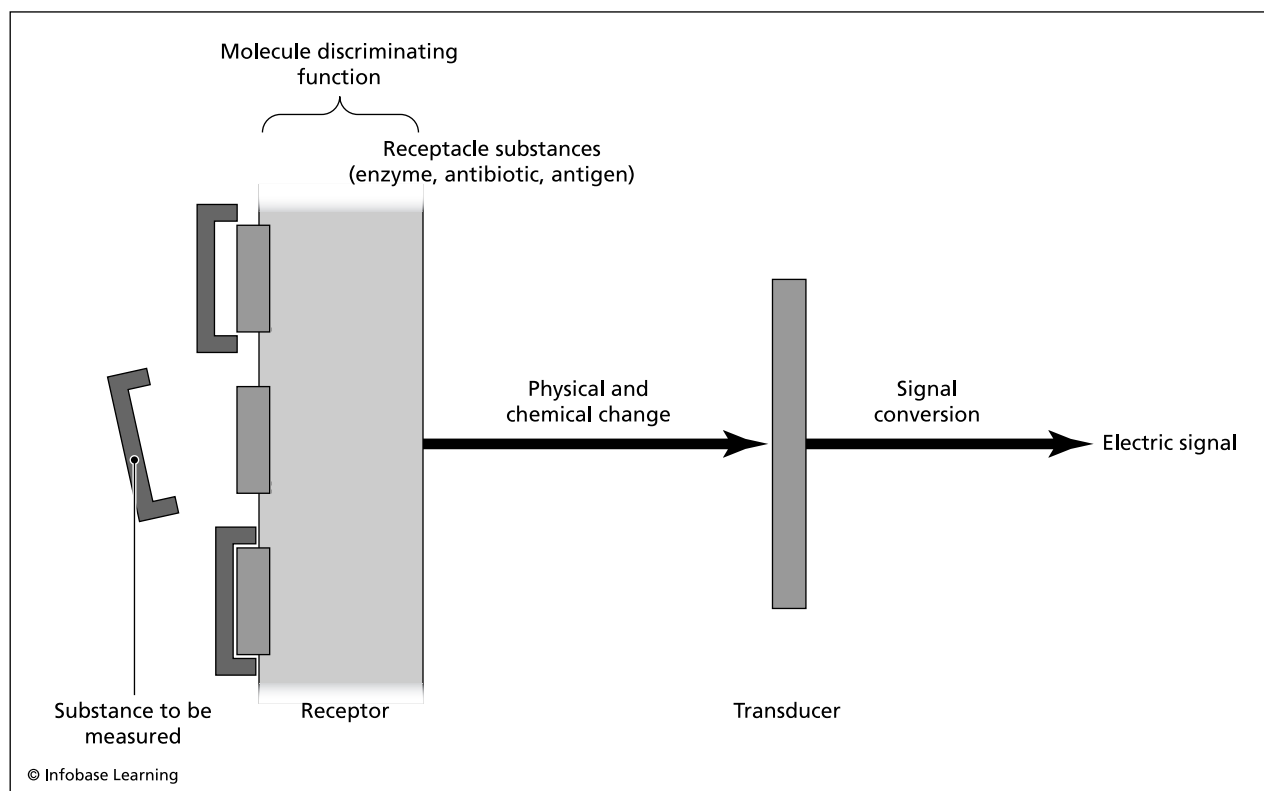 Molecule discriminating
function
Receptacle substances
(enzyme, antibiotic, antigen)
Physical and
chemical change
Signal
conversion
Electric signal
Substance to be
measured
Receptor
Transducer
© Infobase Learning